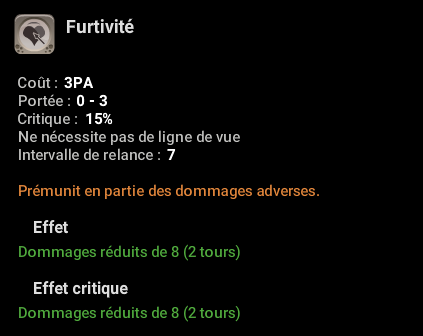 Furtivité
Coût : 3PA
Portée : 0 - 3
Critique : 15%
Ne nécessite pas de ligne de vue
Intervalle de relance : 7
Prémunit en partie des dommages adverses.
Effet
Dommages réduits de 8 (2 tours)
Effet critique
Dommages réduits de 8 (2 tours)